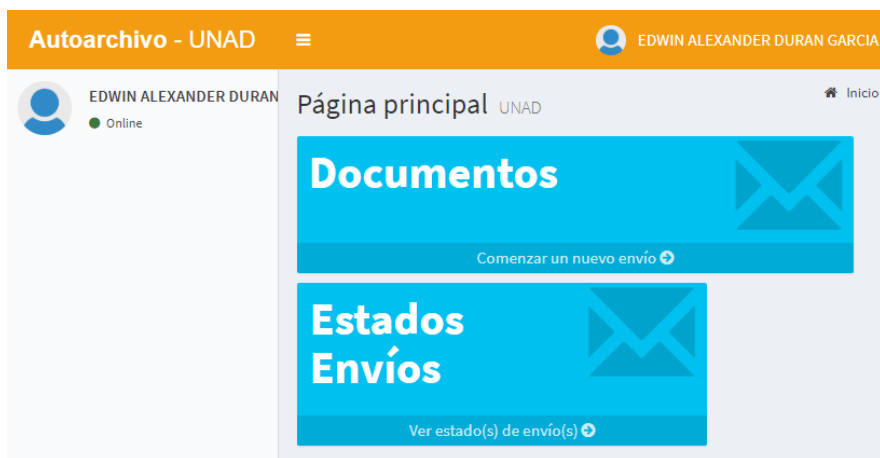 Autoarchivo - UNAD
EDWIN ALEXANDER DURAN GARCIA
EDWIN ALEXANDER DURAN
Online
Página principal UNAD
Inicio
Documentos
Comenzar un nuevo envío
Estados
Envíos
Ver estado(s) de envío(s)